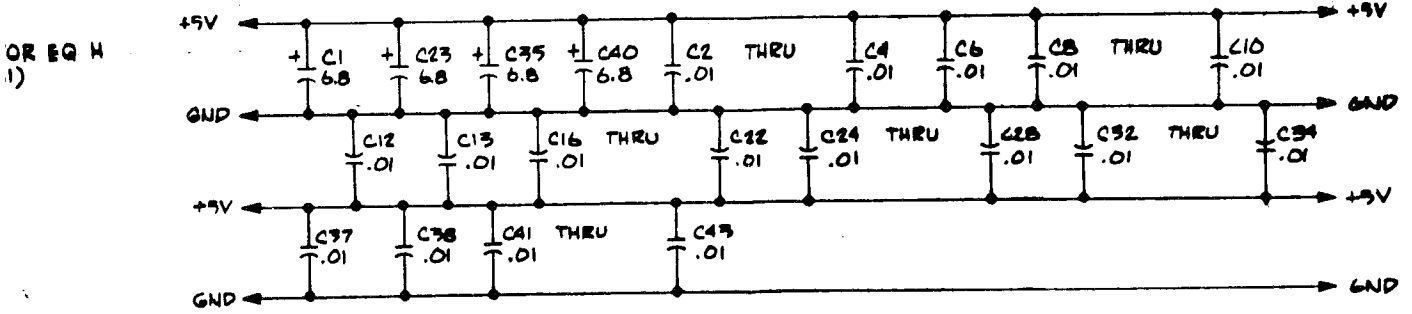 OR EQ H
1)
+5V
+5V
+ C1
6.8
+ C23
6.8
+ C35
6.8
+ C40
6.8
C2
.01
THRU
C4
.01
C6
.01
C8
.01
THRU
C10
.01
GND
GND
C12
.01
C13
.01
C16
.01
THRU
C22
.01
C24
.01
THRU
C28
.01
C32
.01
THRU
C34
.01
+5V
+5V
C37
.01
C38
.01
C41
.01
THRU
C43
.01
GND
GND